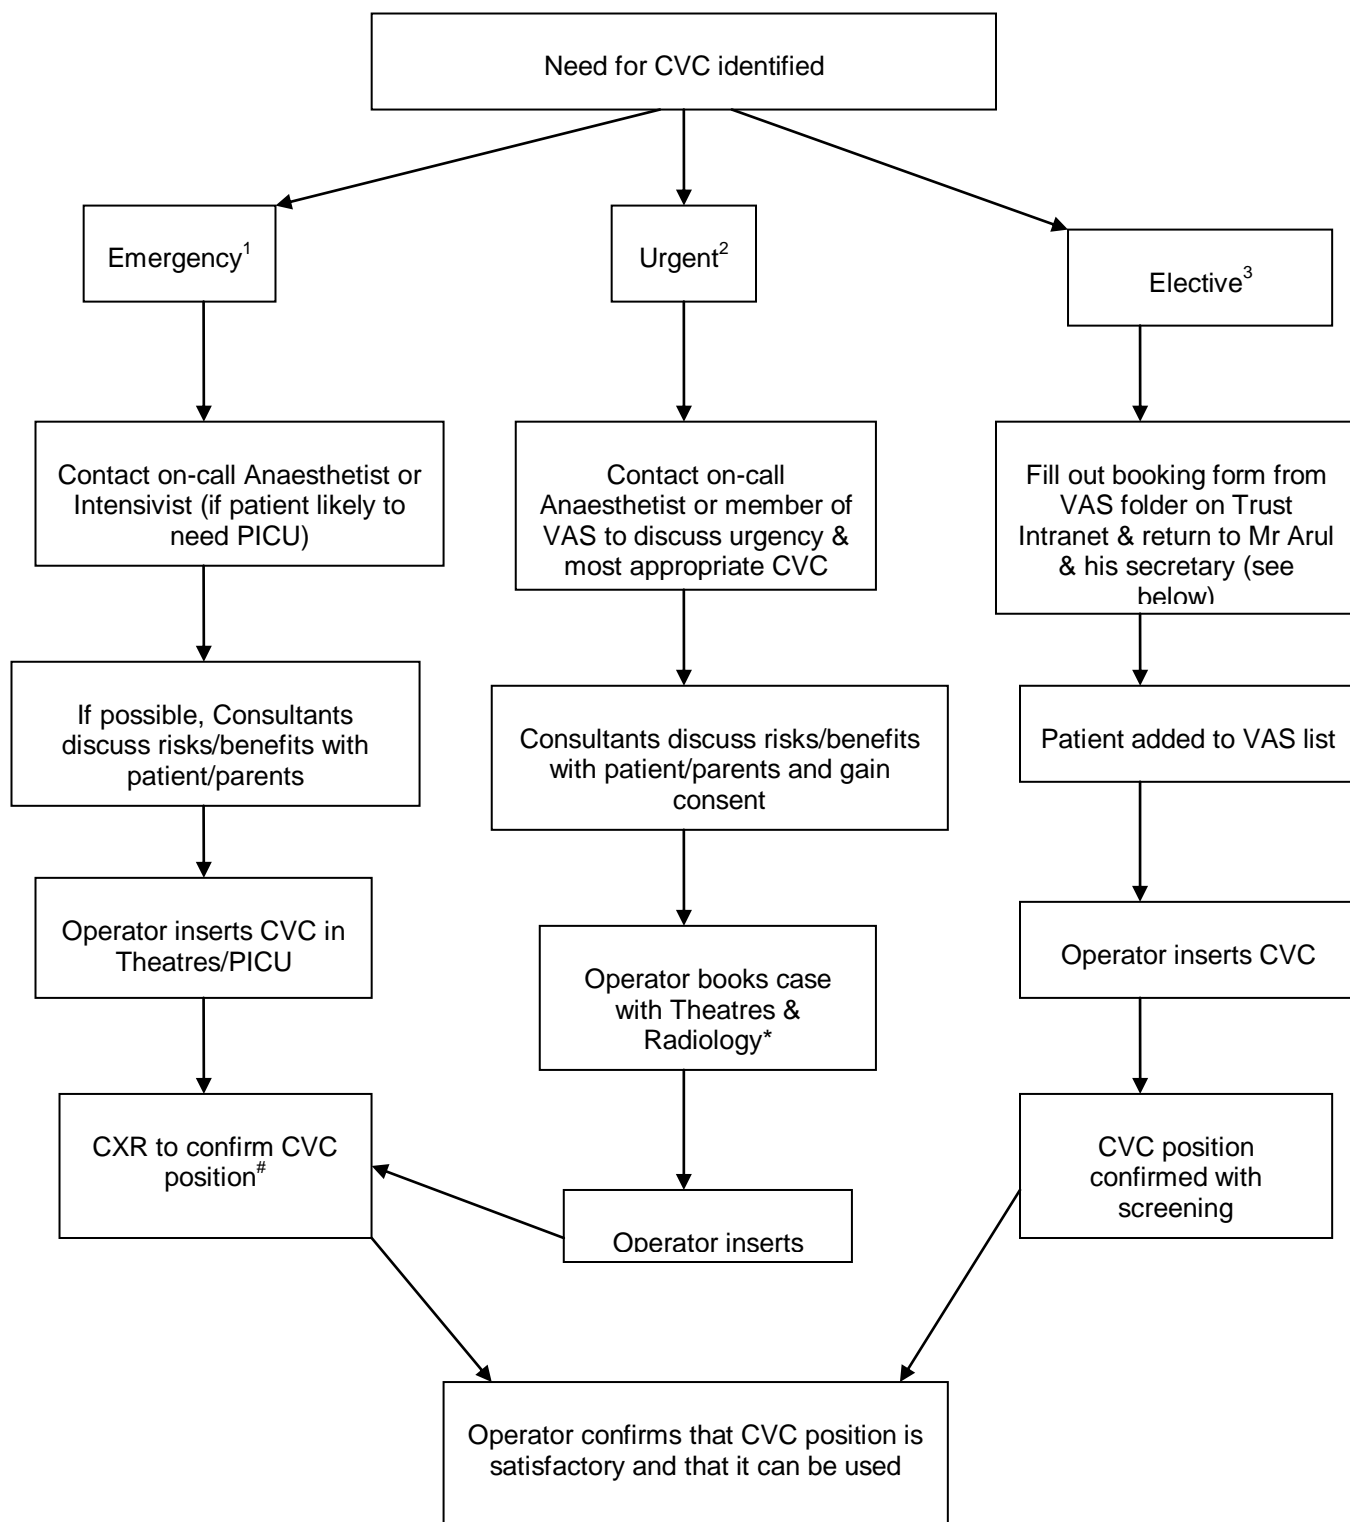 Need for CVC identified
Emergency1
Urgent2
Elective3
Contact on-call Anaesthetist or
Intensivist (if patient likely to
need PICU)
Contact on-call
Anaesthetist or member of
VAS to discuss urgency &
most appropriate CVC
Fill out booking form from
VAS folder on Trust
Intranet & return to Mr Arul
& his secretary (see
below)
If possible, Consultants
discuss risks/benefits with
patient/parents
Consultants discuss risks/benefits
with patient/parents and gain
consent
Patient added to VAS list
Operator inserts CVC in
Theatres/PICU
Operator books case
with Theatres &
Radiology*
Operator inserts CVC
CXR to confirm CVC
position#
Operator inserts
CVC position
confirmed with
screening
Operator confirms that CVC position is
satisfactory and that it can be used